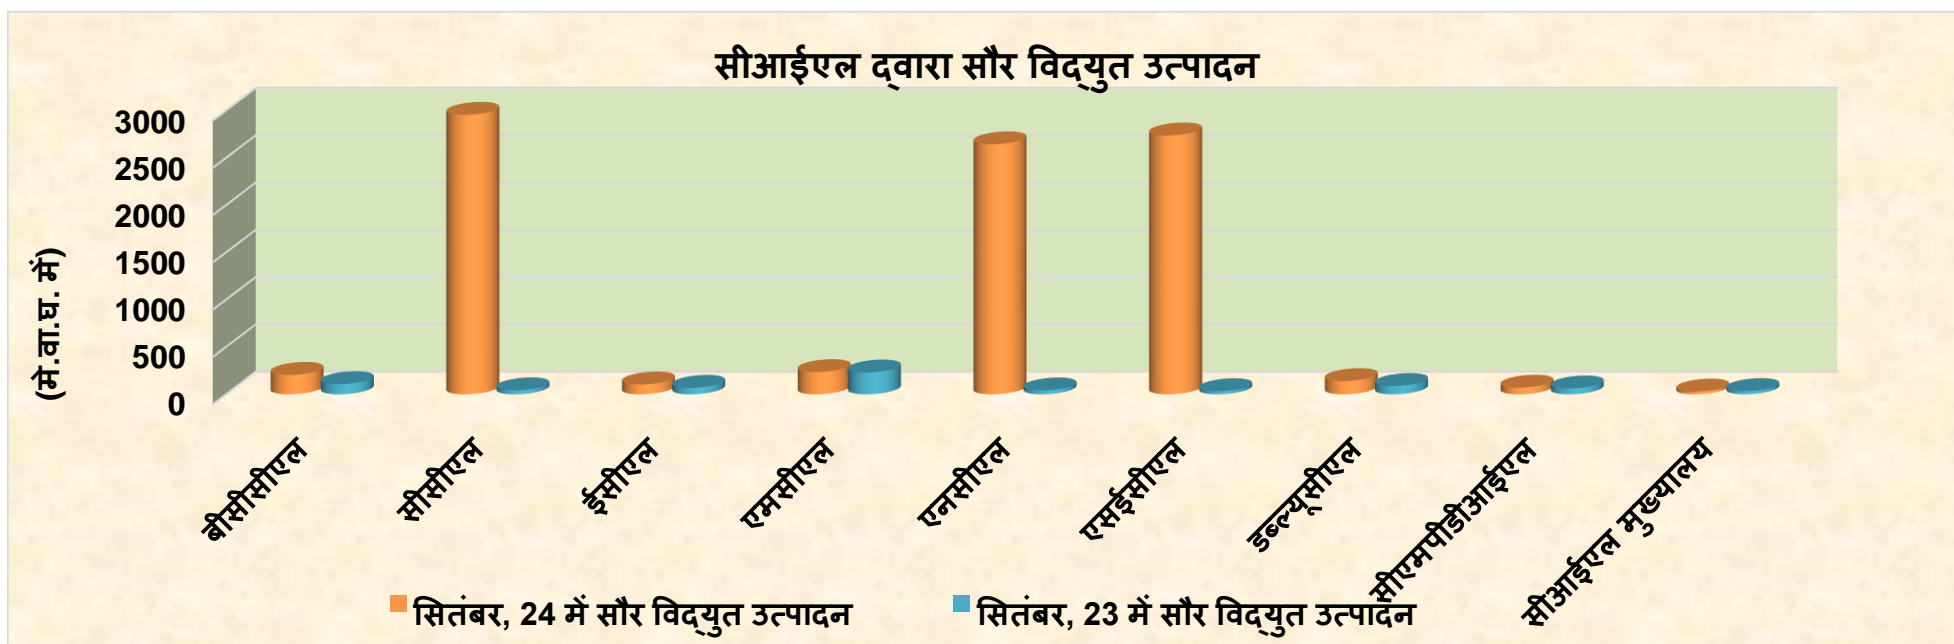 सीआईएल द्वारा सौर विद्युत उत्पादन
(मे.वा.घ. में)
3000
2500
2000
1500
1000
500
0
बीसीसीएल
सीसीएल
ईसीएल
एमसीएल
एनसीएल
एसईसीएल
डब्ल्यूसीएल
सीएमपीडीआईएल
सीआईएल मुख्यालय
सितंबर, 24 में सौर विद्युत उत्पादन
सितंबर, 23 में सौर विद्युत उत्पादन